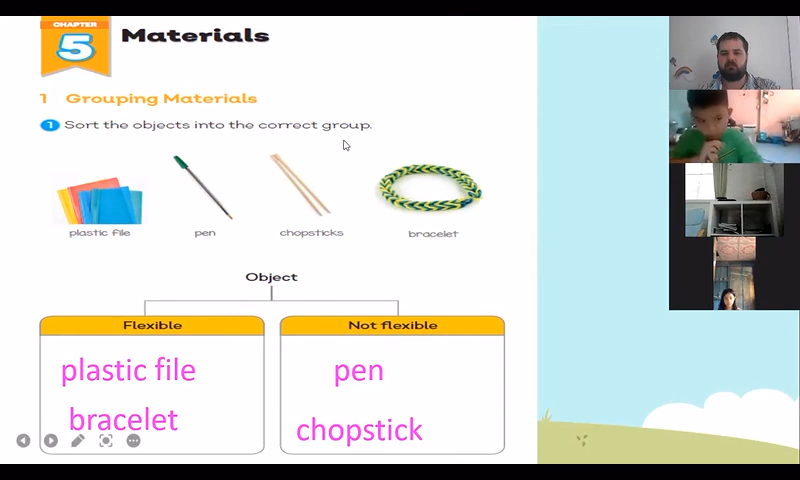 CHAPTER
5
Materials
1 Grouping Materials
1 Sort the objects into the correct group.
plastic file
pen
chopsticks
bracelet
Object
Flexible
Not flexible
plastic file
pen
bracelet
chopstick